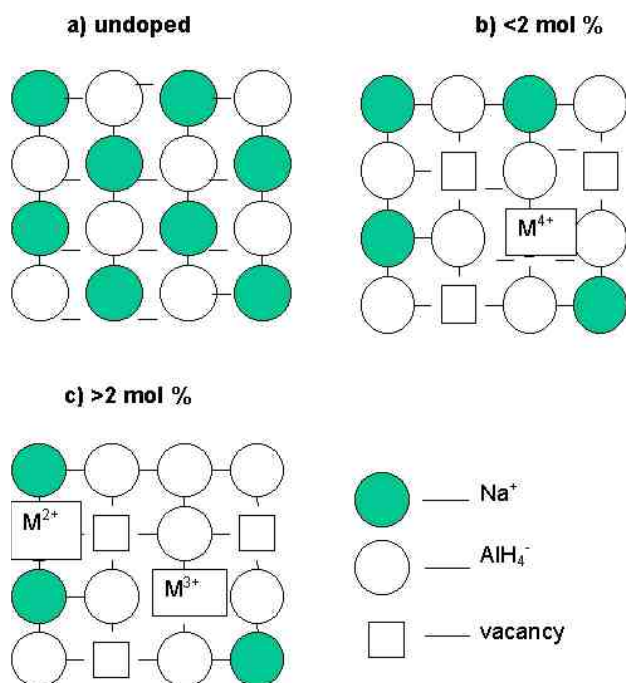 a) undoped
b) <2 mol %
M⁴⁺
c) >2 mol %
M²⁺
M³⁺
Na⁺
AlH₄⁻
vacancy